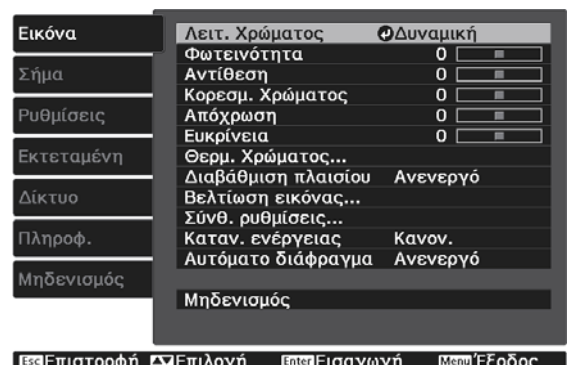 Εικόνα
Σήμα
Ρυθμίσεις
Εκτεταμένη
Δίκτυο
Πληροφ.
Μηδενισμός
Λειτ. Χρώματος Δυναμική
Φωτεινότητα 0
Αντίθεση 0
Κορεσμ. Χρώματος 0
Απόχρωση 0
Ευκρίνεια 0
Θερμ. Χρώματος...
Διαβάθμιση πλαισίου Ανενεργό
Βελτίωση εικόνας...
Σύνθ. ρυθμίσεις...
Καταν. ενέργειας Κανον.
Αυτόματο διάφραγμα Ανενεργό
Μηδενισμός
Esc Επιστροφή Επιλογή Enter Εισαγωγή Menu Έξοδος